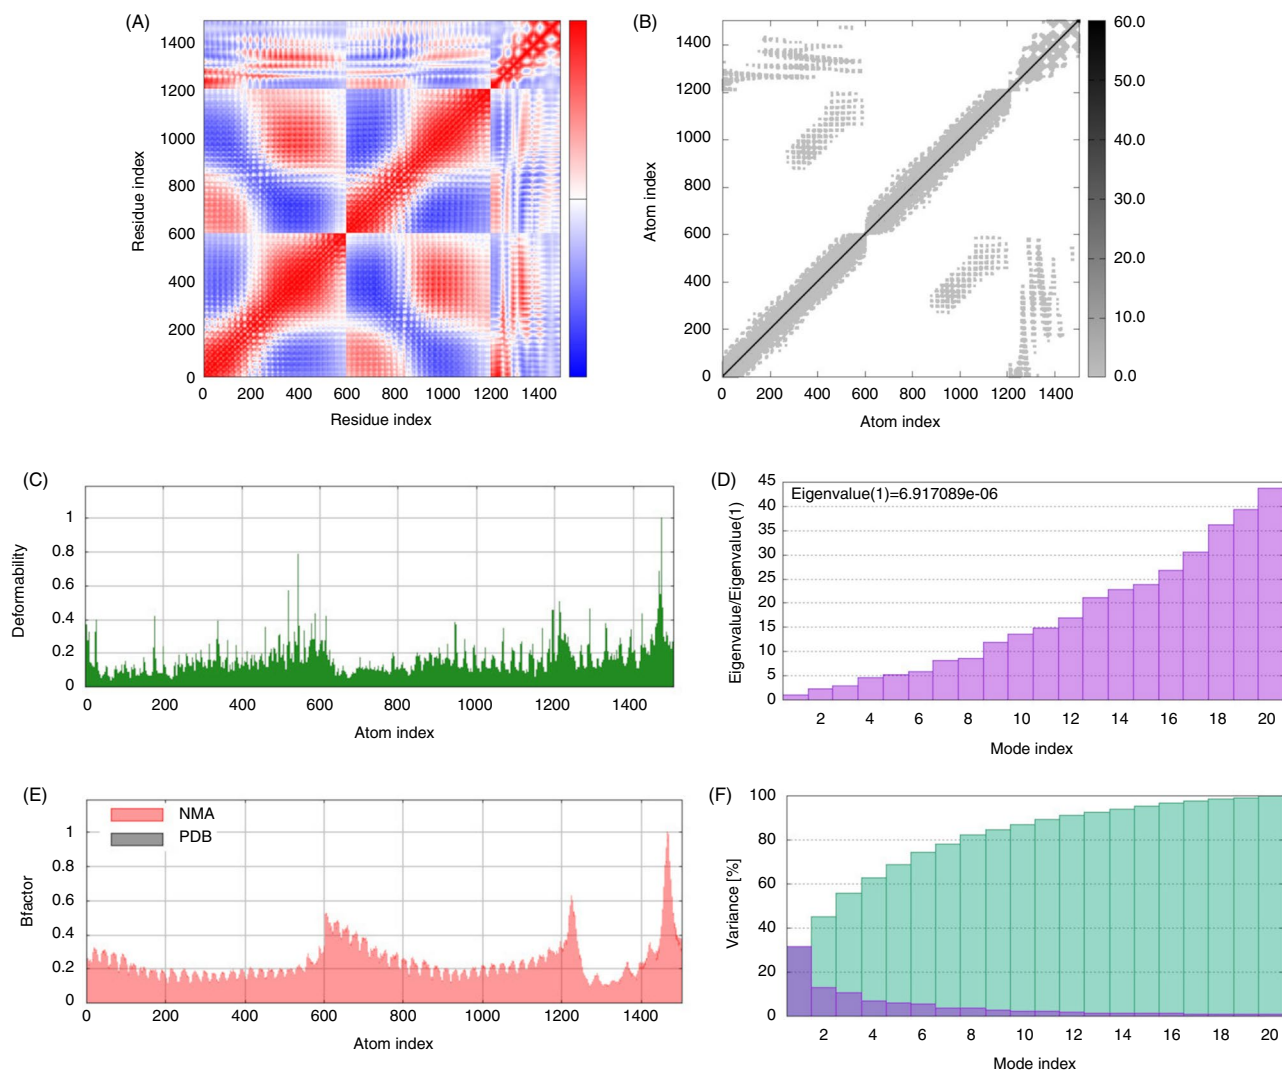 (A)
1400
1200
1000
800
600
400
200
0
Residue index
0 200 400 600 800 1000 1200 1400
Residue index
(B)
1400
1200
1000
800
600
400
200
0
Atom index
0 200 400 600 800 1000 1200 1400
Atom index
60.0
50.0
40.0
30.0
60.0
20.0
10.0
0.0
(C)
1
0.8
0.6
0.4
0.2
0
Deformability
0 200 400 600 800 1000 1200 1400
Atom index
(D)
Eigenvalue(1)=6.917089e-06
45
40
35
30
25
20
15
10
5
0
Eigenvalue/Eigenvalue(1)
2 4 6 8 10 12 14 16 18 20
Mode index
(E)
NMA
PDB
1
0.8
0.6
0.4
0.2
0
Bfactor
0 200 400 600 800 1000 1200 1400
Atom index
(F)
100
80
60
40
20
0
Variance [%]
2 4 6 8 10 12 14 16 18 20
Mode index